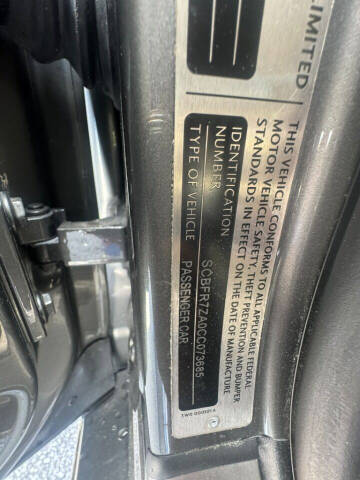 LIMITED
THIS VEHICLE CONFORMS TO ALL APPLICABLE FEDERAL
MOTOR VEHICLE SAFETY, THEFT PREVENTION AND BUMPER
STANDARDS IN EFFECT ON THE DATE OF MANUFACTURE
IDENTIFICATION
NUMBER SCBFR7ZA0CC073685
TYPE OF VEHICLE PASSENGER CAR